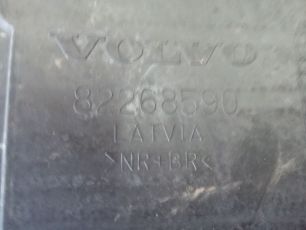 VOLVO
82268590
LATVIA
>NR+BR<